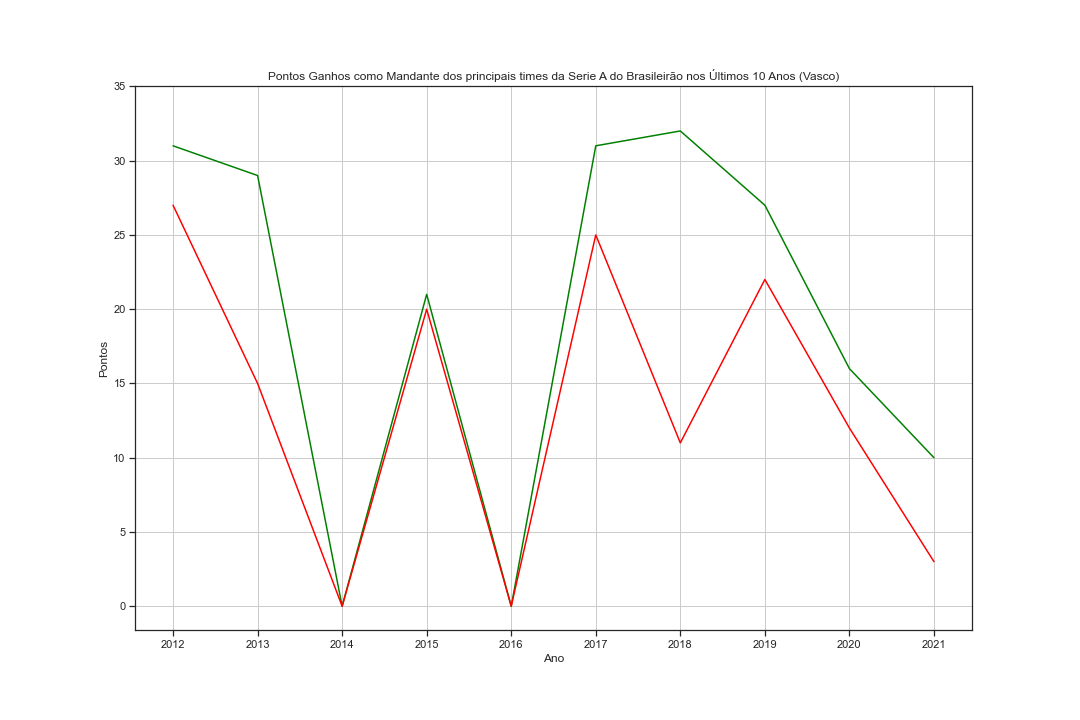 Pontos Ganhos como Mandante dos principais times da Serie A do Brasileirão nos Últimos 10 Anos (Vasco)
35
30
25
20
15
10
5
0
Pontos
2012 2013 2014 2015 2016 2017 2018 2019 2020 2021
Ano